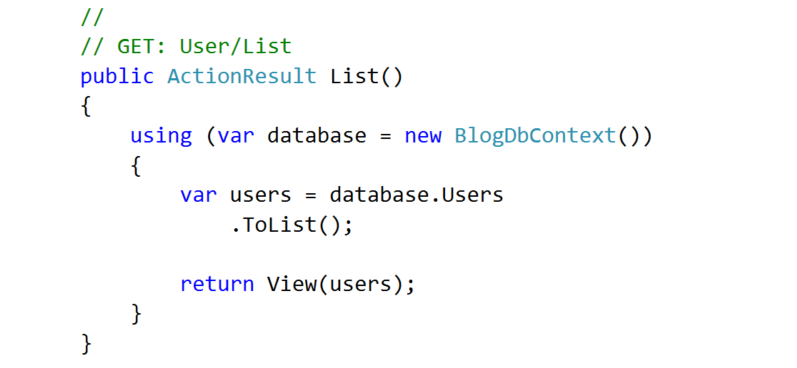 //
// GET: User/List
public ActionResult List()
{
using (var database = new BlogDbContext())
{
var users = database.Users
.ToList();
return View(users);
}
}